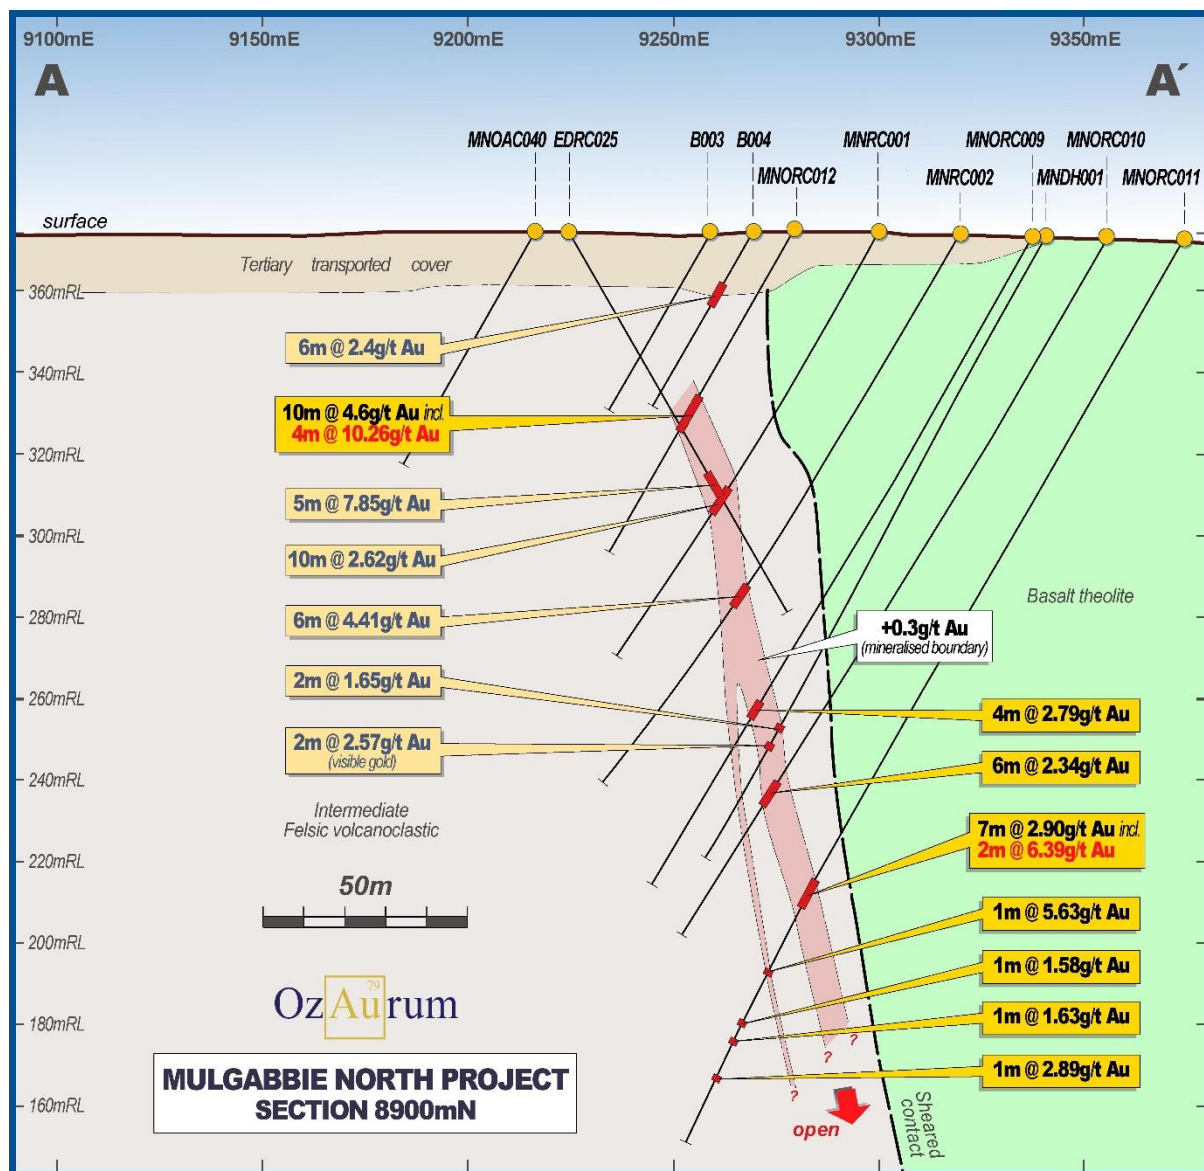 9100mE 9150mE 9200mE 9250mE 9300mE 9350mE
A A´
MNOAC040 EDRC025 B003 B004 MNRC001 MNORC009 MNORC010
MNORC012 MNRC002 MNDH001 MNORC011
surface
Tertiary transported cover
360mRL
6m @ 2.4g/t Au
340mRL
10m @ 4.6g/t Au incl.
4m @ 10.26g/t Au
320mRL
5m @ 7.85g/t Au
300mRL
10m @ 2.62g/t Au
Basalt theolite
280mRL
6m @ 4.41g/t Au
+0.3g/t Au
(mineralised boundary)
2m @ 1.65g/t Au
260mRL
4m @ 2.79g/t Au
2m @ 2.57g/t Au
(visible gold)
240mRL
6m @ 2.34g/t Au
Intermediate
Felsic volcanoclastic
7m @ 2.90g/t Au incl.
2m @ 6.39g/t Au
220mRL
50m
1m @ 5.63g/t Au
200mRL
1m @ 1.58g/t Au
79
OzAurum
180mRL
1m @ 1.63g/t Au
? ?
1m @ 2.89g/t Au
MULGABBIE NORTH PROJECT
SECTION 8900mN
?
160mRL
open
Sheared
contact